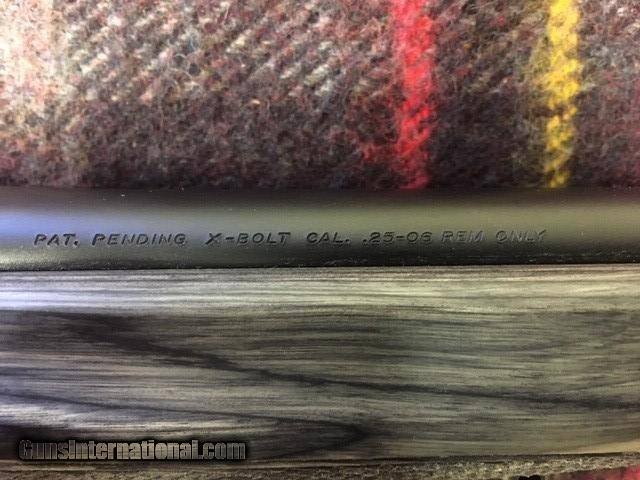 PAT. PENDING X-BOLT CAL. .25-06 REM ONLY
GunsInternational.com